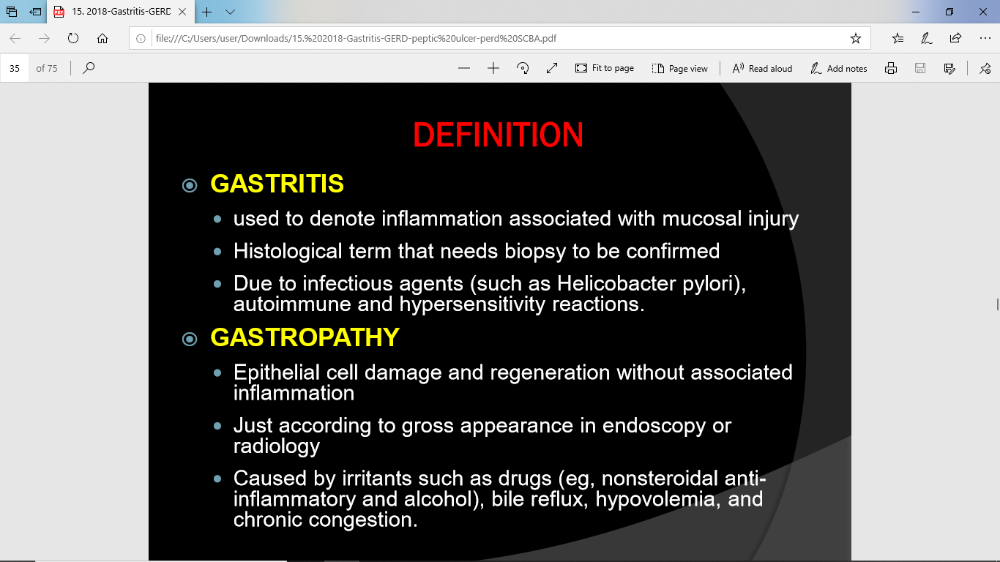 15. 2018-Gastritis-GERD
file:///C:/Users/user/Downloads/15.%202018-Gastritis-GERD-peptic%20ulcer-perd%20SCBA.pdf
35 of 75 Fit to page Page view Read aloud Add notes
DEFINITION
GASTRITIS
used to denote inflammation associated with mucosal injury
Histological term that needs biopsy to be confirmed
Due to infectious agents (such as Helicobacter pylori),
autoimmune and hypersensitivity reactions.
GASTROPATHY
Epithelial cell damage and regeneration without associated
inflammation
Just according to gross appearance in endoscopy or
radiology
Caused by irritants such as drugs (eg, nonsteroidal anti-
inflammatory and alcohol), bile reflux, hypovolemia, and
chronic congestion.